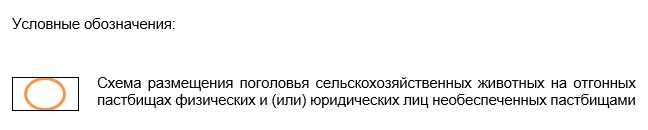 Условные обозначения:
Схема размещения поголовья сельскохозяйственных животных на отгонных
пастбищах физических и (или) юридических лиц необеспеченных пастбищами